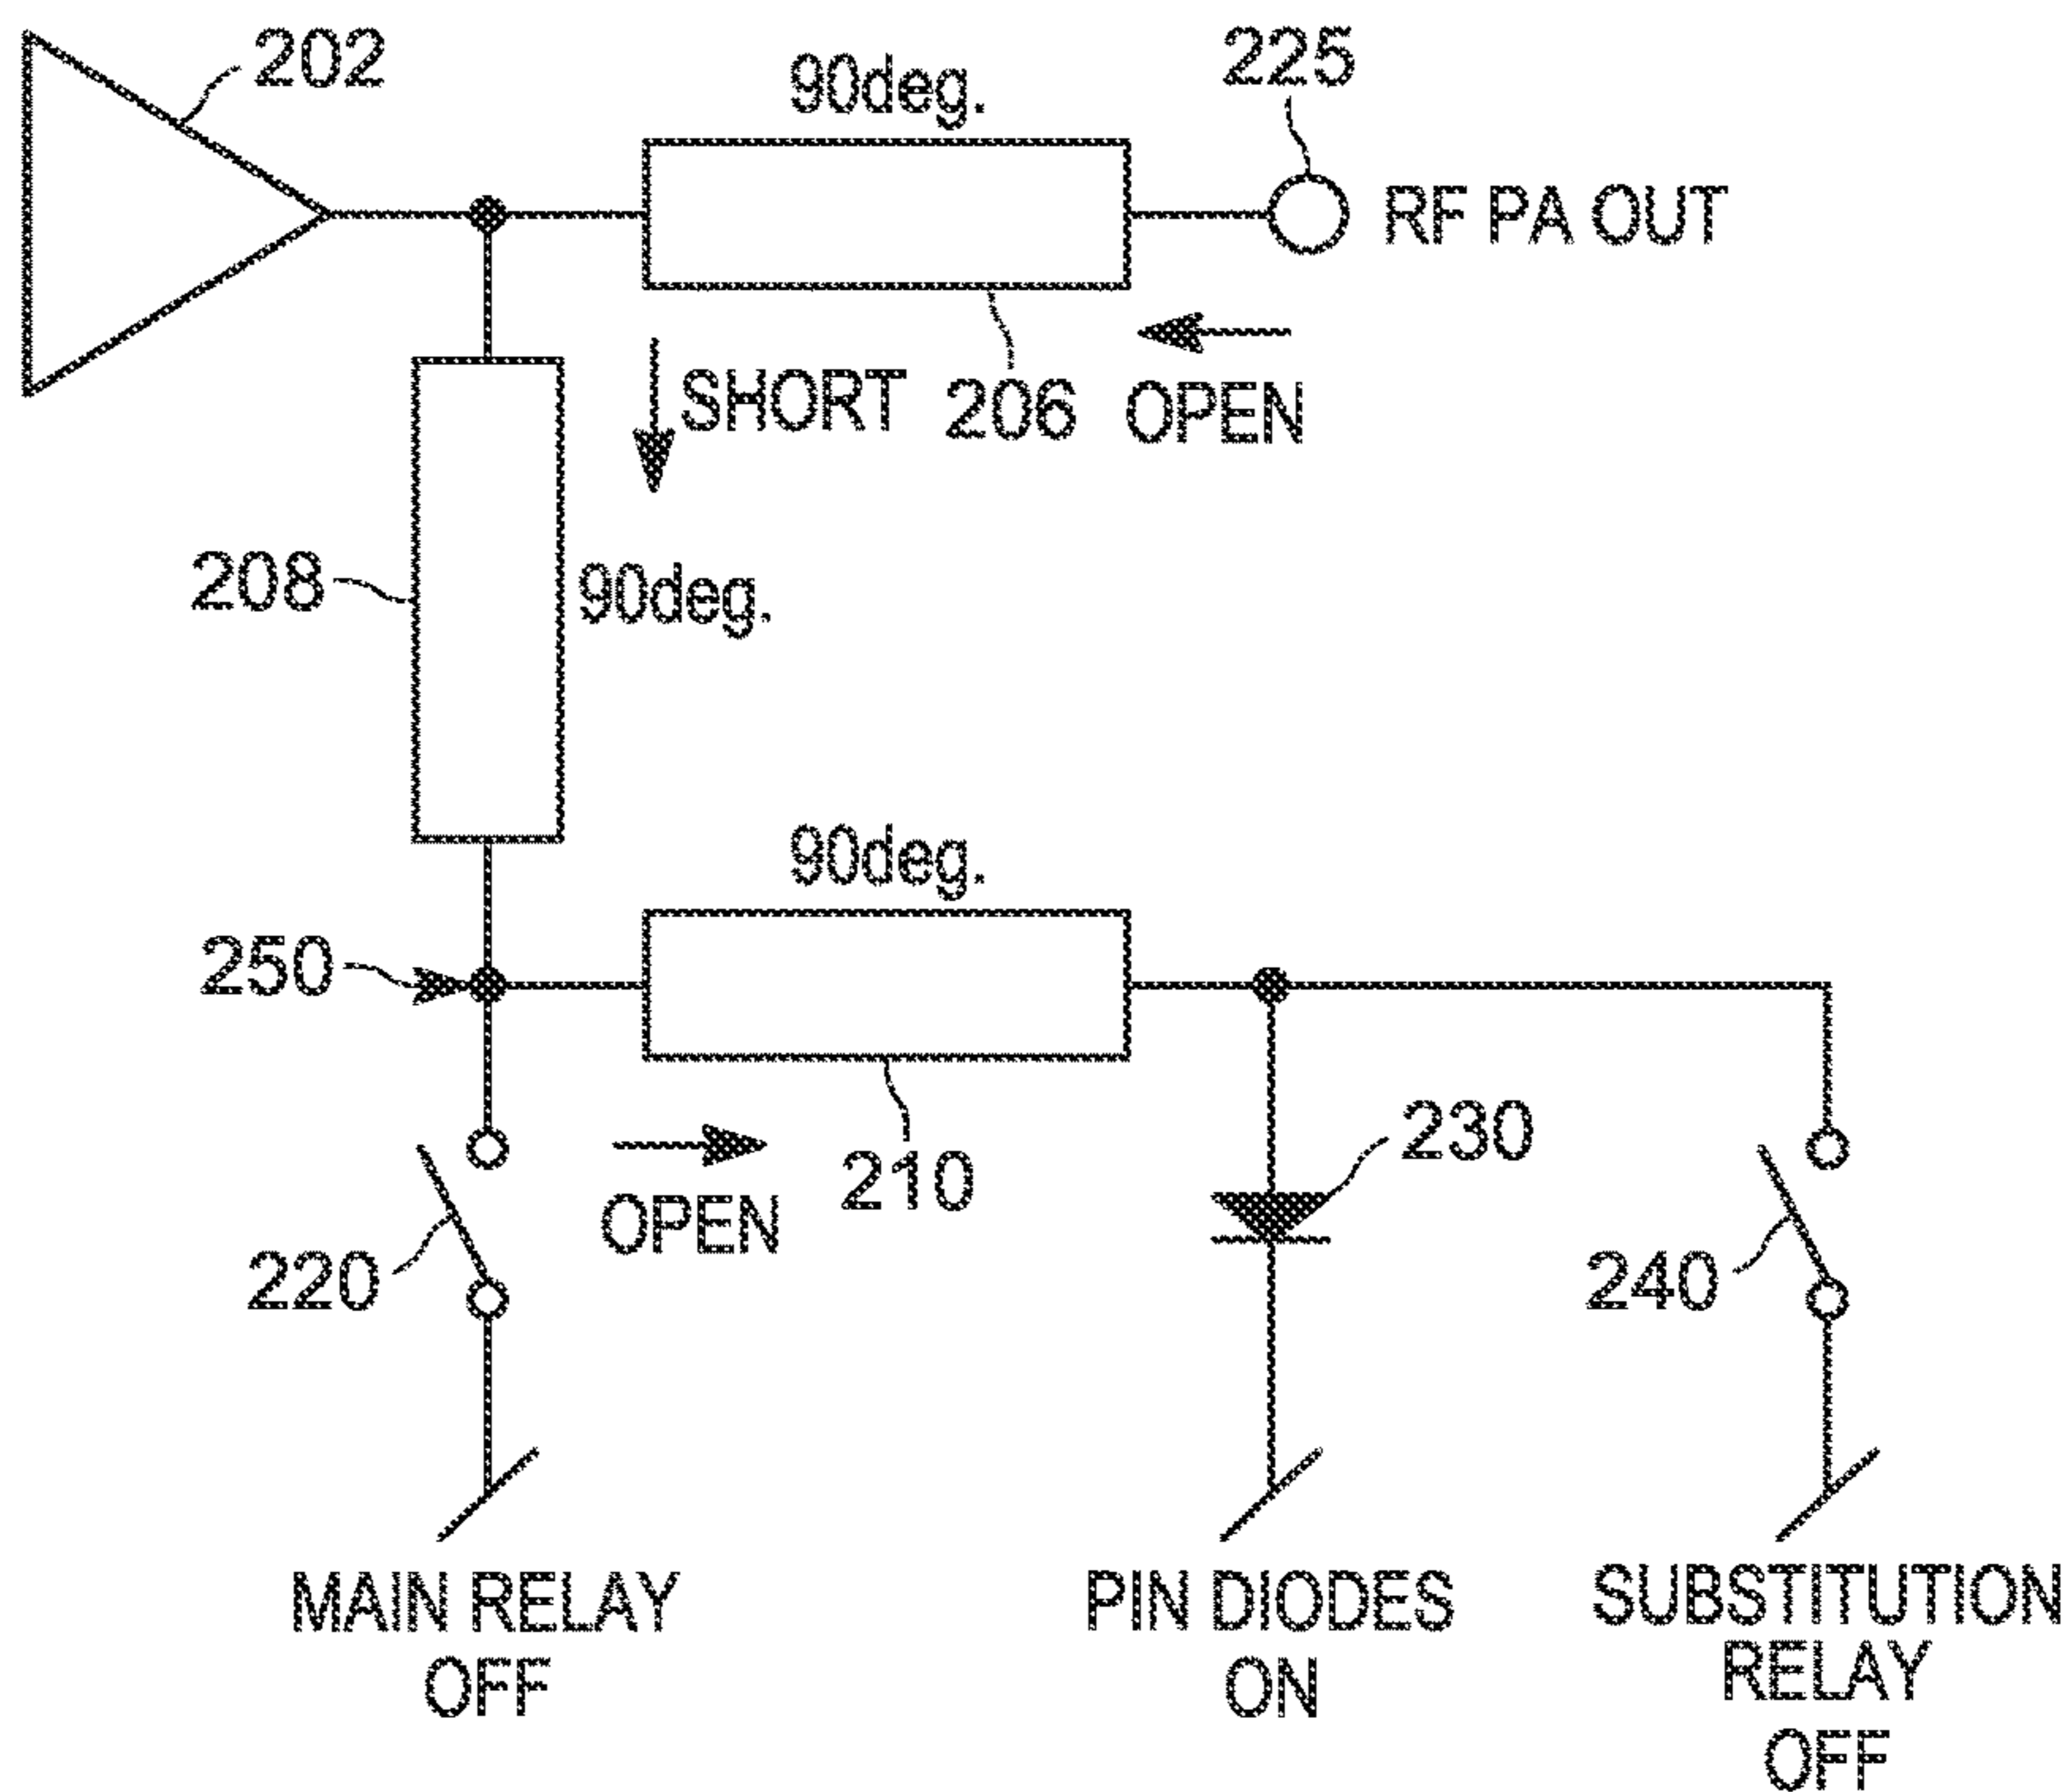 202
90deg.
225
RF PA OUT
SHORT
206
OPEN
208
90deg.
90deg.
250
210
230
OPEN
220
240
MAIN RELAY
OFF
PIN DIODES
ON
SUBSTITUTION
RELAY
OFF